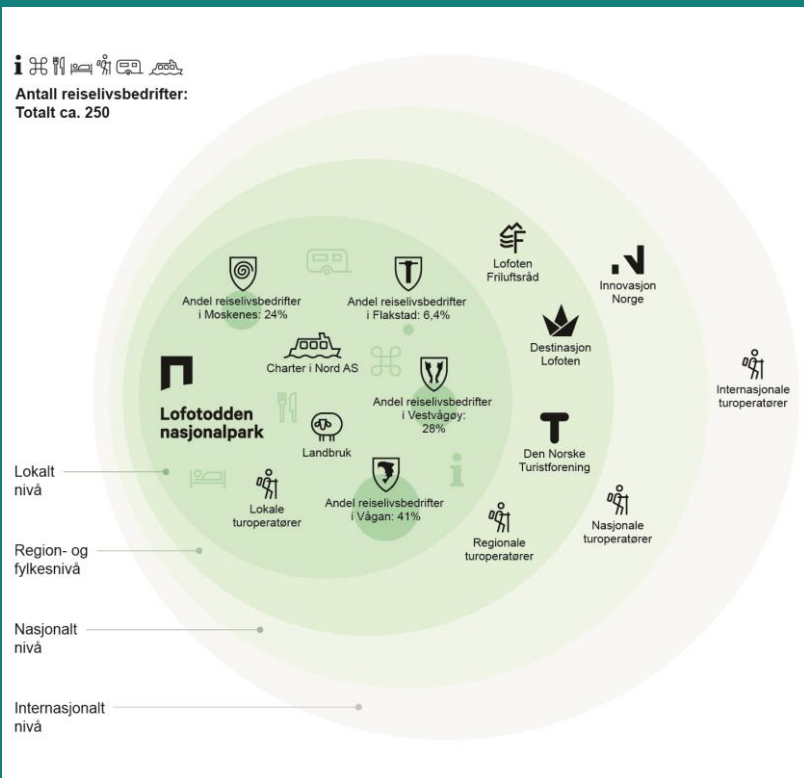 Antall reiselivsbedrifter:
Totalt ca. 250
Lofoten
Friluftsråd
Innovasjon
Norge
Andel reiselivsbedrifter
i Moskenes: 24%
Andel reiselivsbedrifter
i Flakstad: 6,4%
Destinasjon
Lofoten
Charter i Nord AS
Internasjonale
turoperatører
Lofotodden
nasjonalpark
Andel reiselivsbedrifter
i Vestvågøy:
28%
Landbruk
Den Norske
Turistforening
Lokalt
nivå
Lokale
turoperatører
Andel reiselivsbedrifter
i Vågan: 41%
Regionale
turoperatører
Nasjonale
turoperatører
Region- og
fylkesnivå
Nasjonalt
nivå
Internasjonalt
nivå